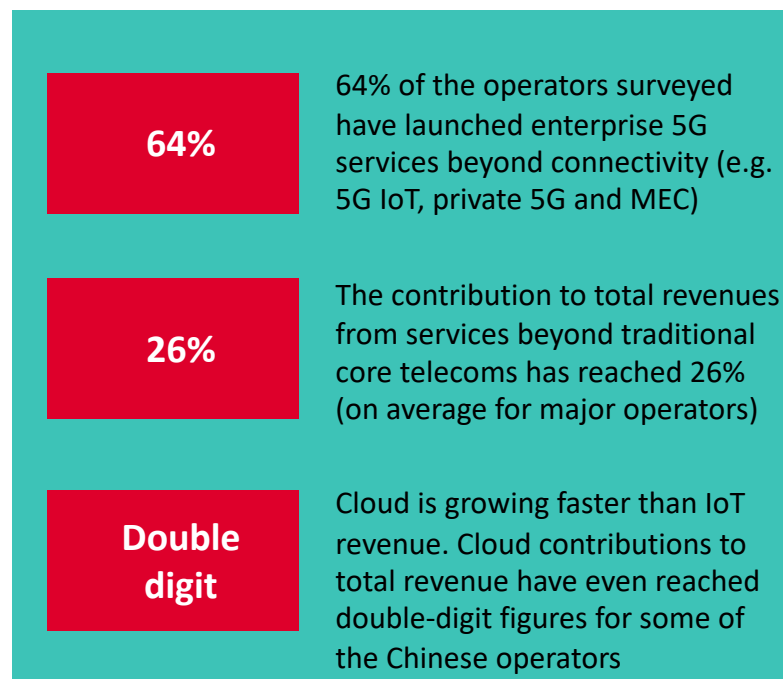 64%
64% of the operators surveyed
have launched enterprise 5G
services beyond connectivity (e.g.
5G IoT, private 5G and MEC)
26%
The contribution to total revenues
from services beyond traditional
core telecoms has reached 26%
(on average for major operators)
Double
digit
Cloud is growing faster than IoT
revenue. Cloud contributions to
total revenue have even reached
double-digit figures for some of
the Chinese operators